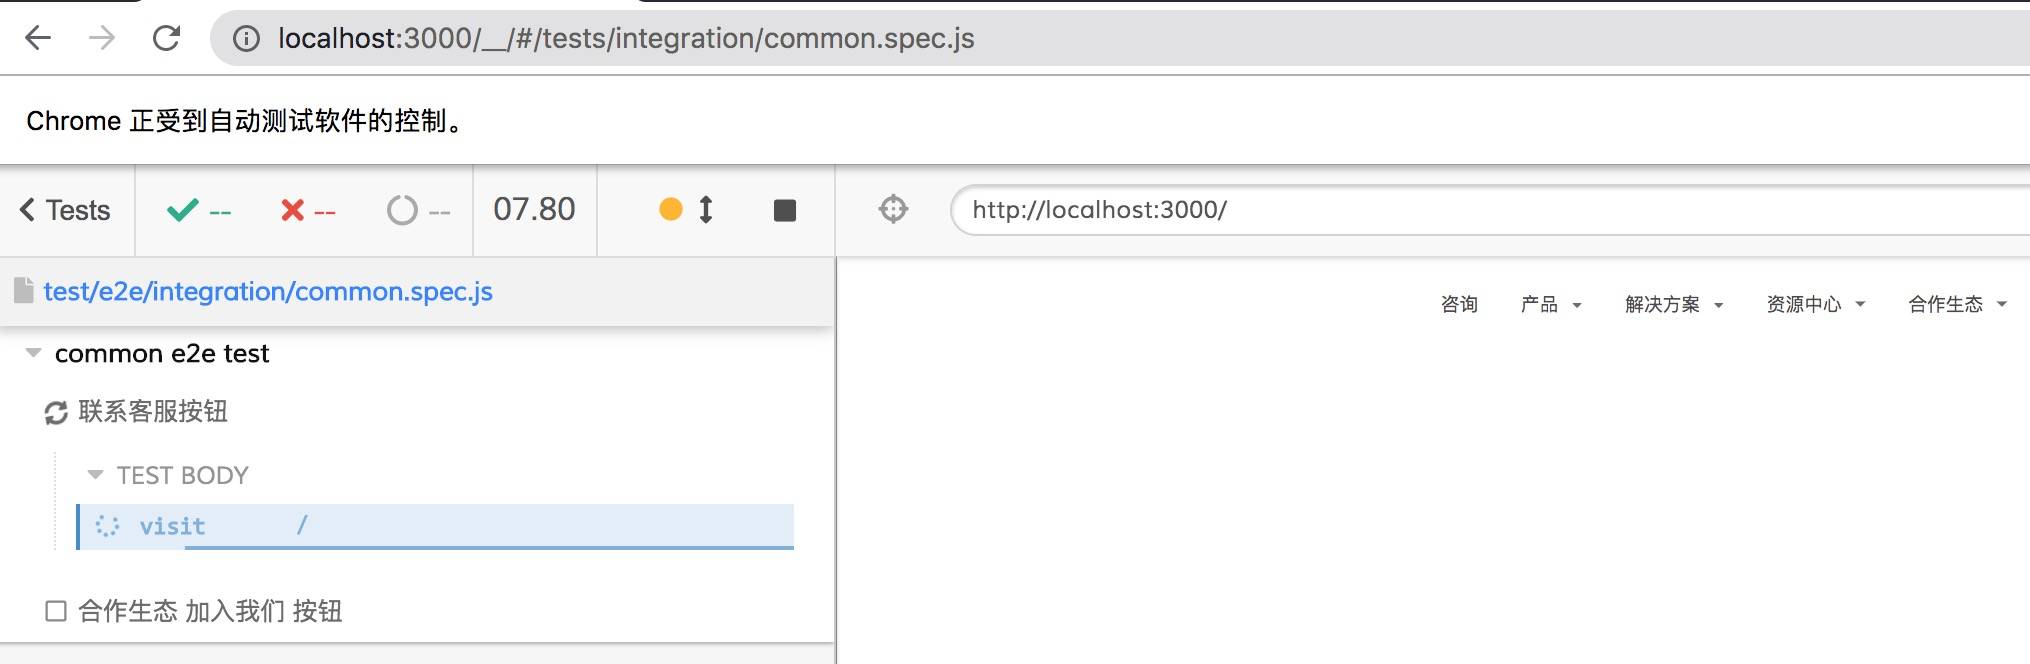 localhost:3000/__/#/tests/integration/common.spec.js
Chrome 正受到自动测试软件的控制。
Tests -- -- -- 07.80 http://localhost:3000/
test/e2e/integration/common.spec.js
咨询 产品 解决方案 资源中心 合作生态
common e2e test
联系客服按钮
TEST BODY
visit /
合作生态 加入我们 按钮